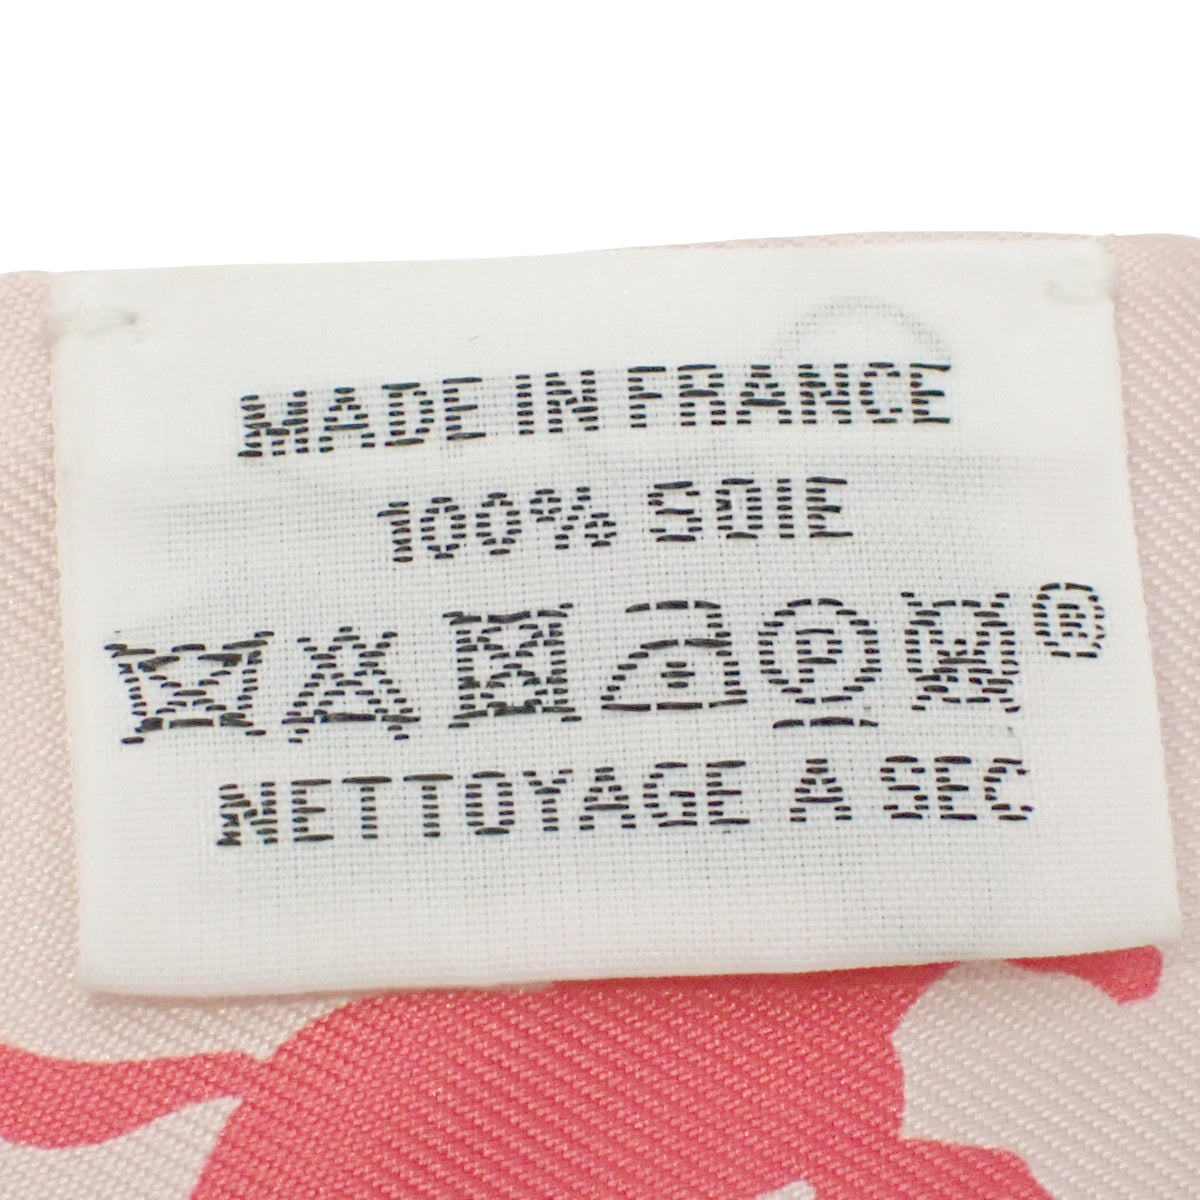 MADE IN FRANCE
100% SOIE
P W ®
NETTOYAGE A SEC